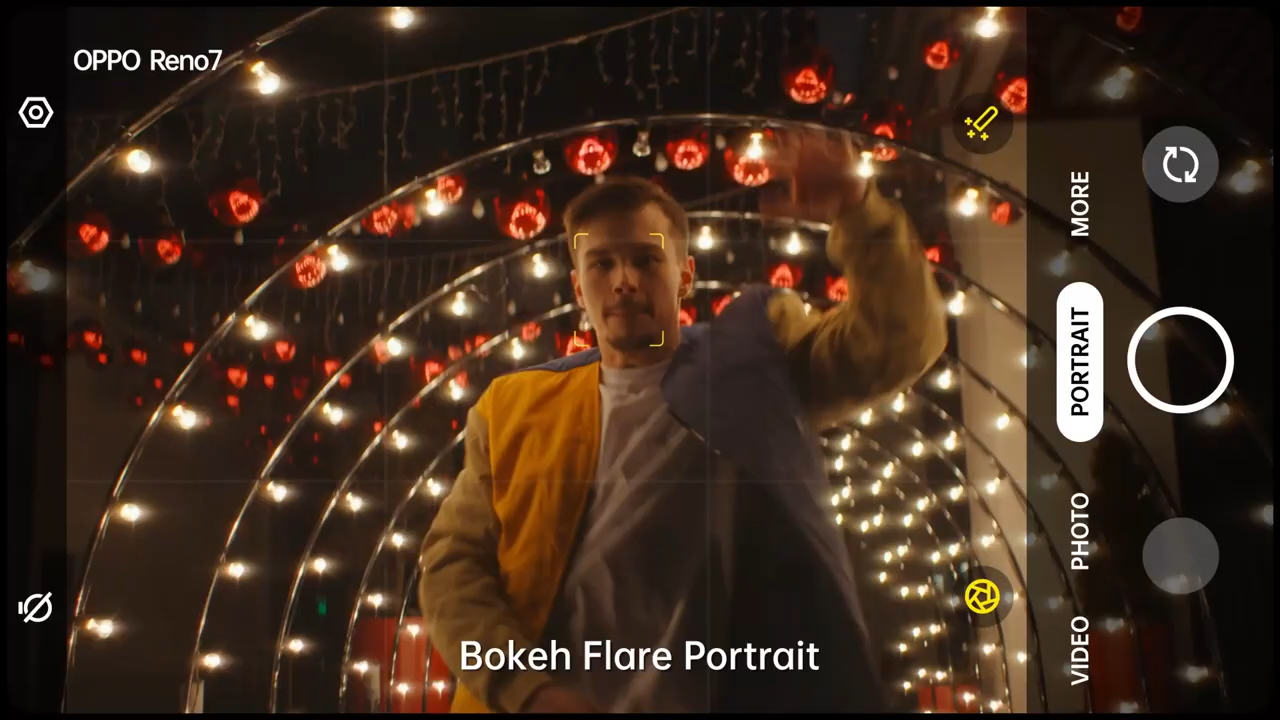 OPPO Reno7
MORE
PORTRAIT
PHOTO
VIDEO
Bokeh Flare Portrait